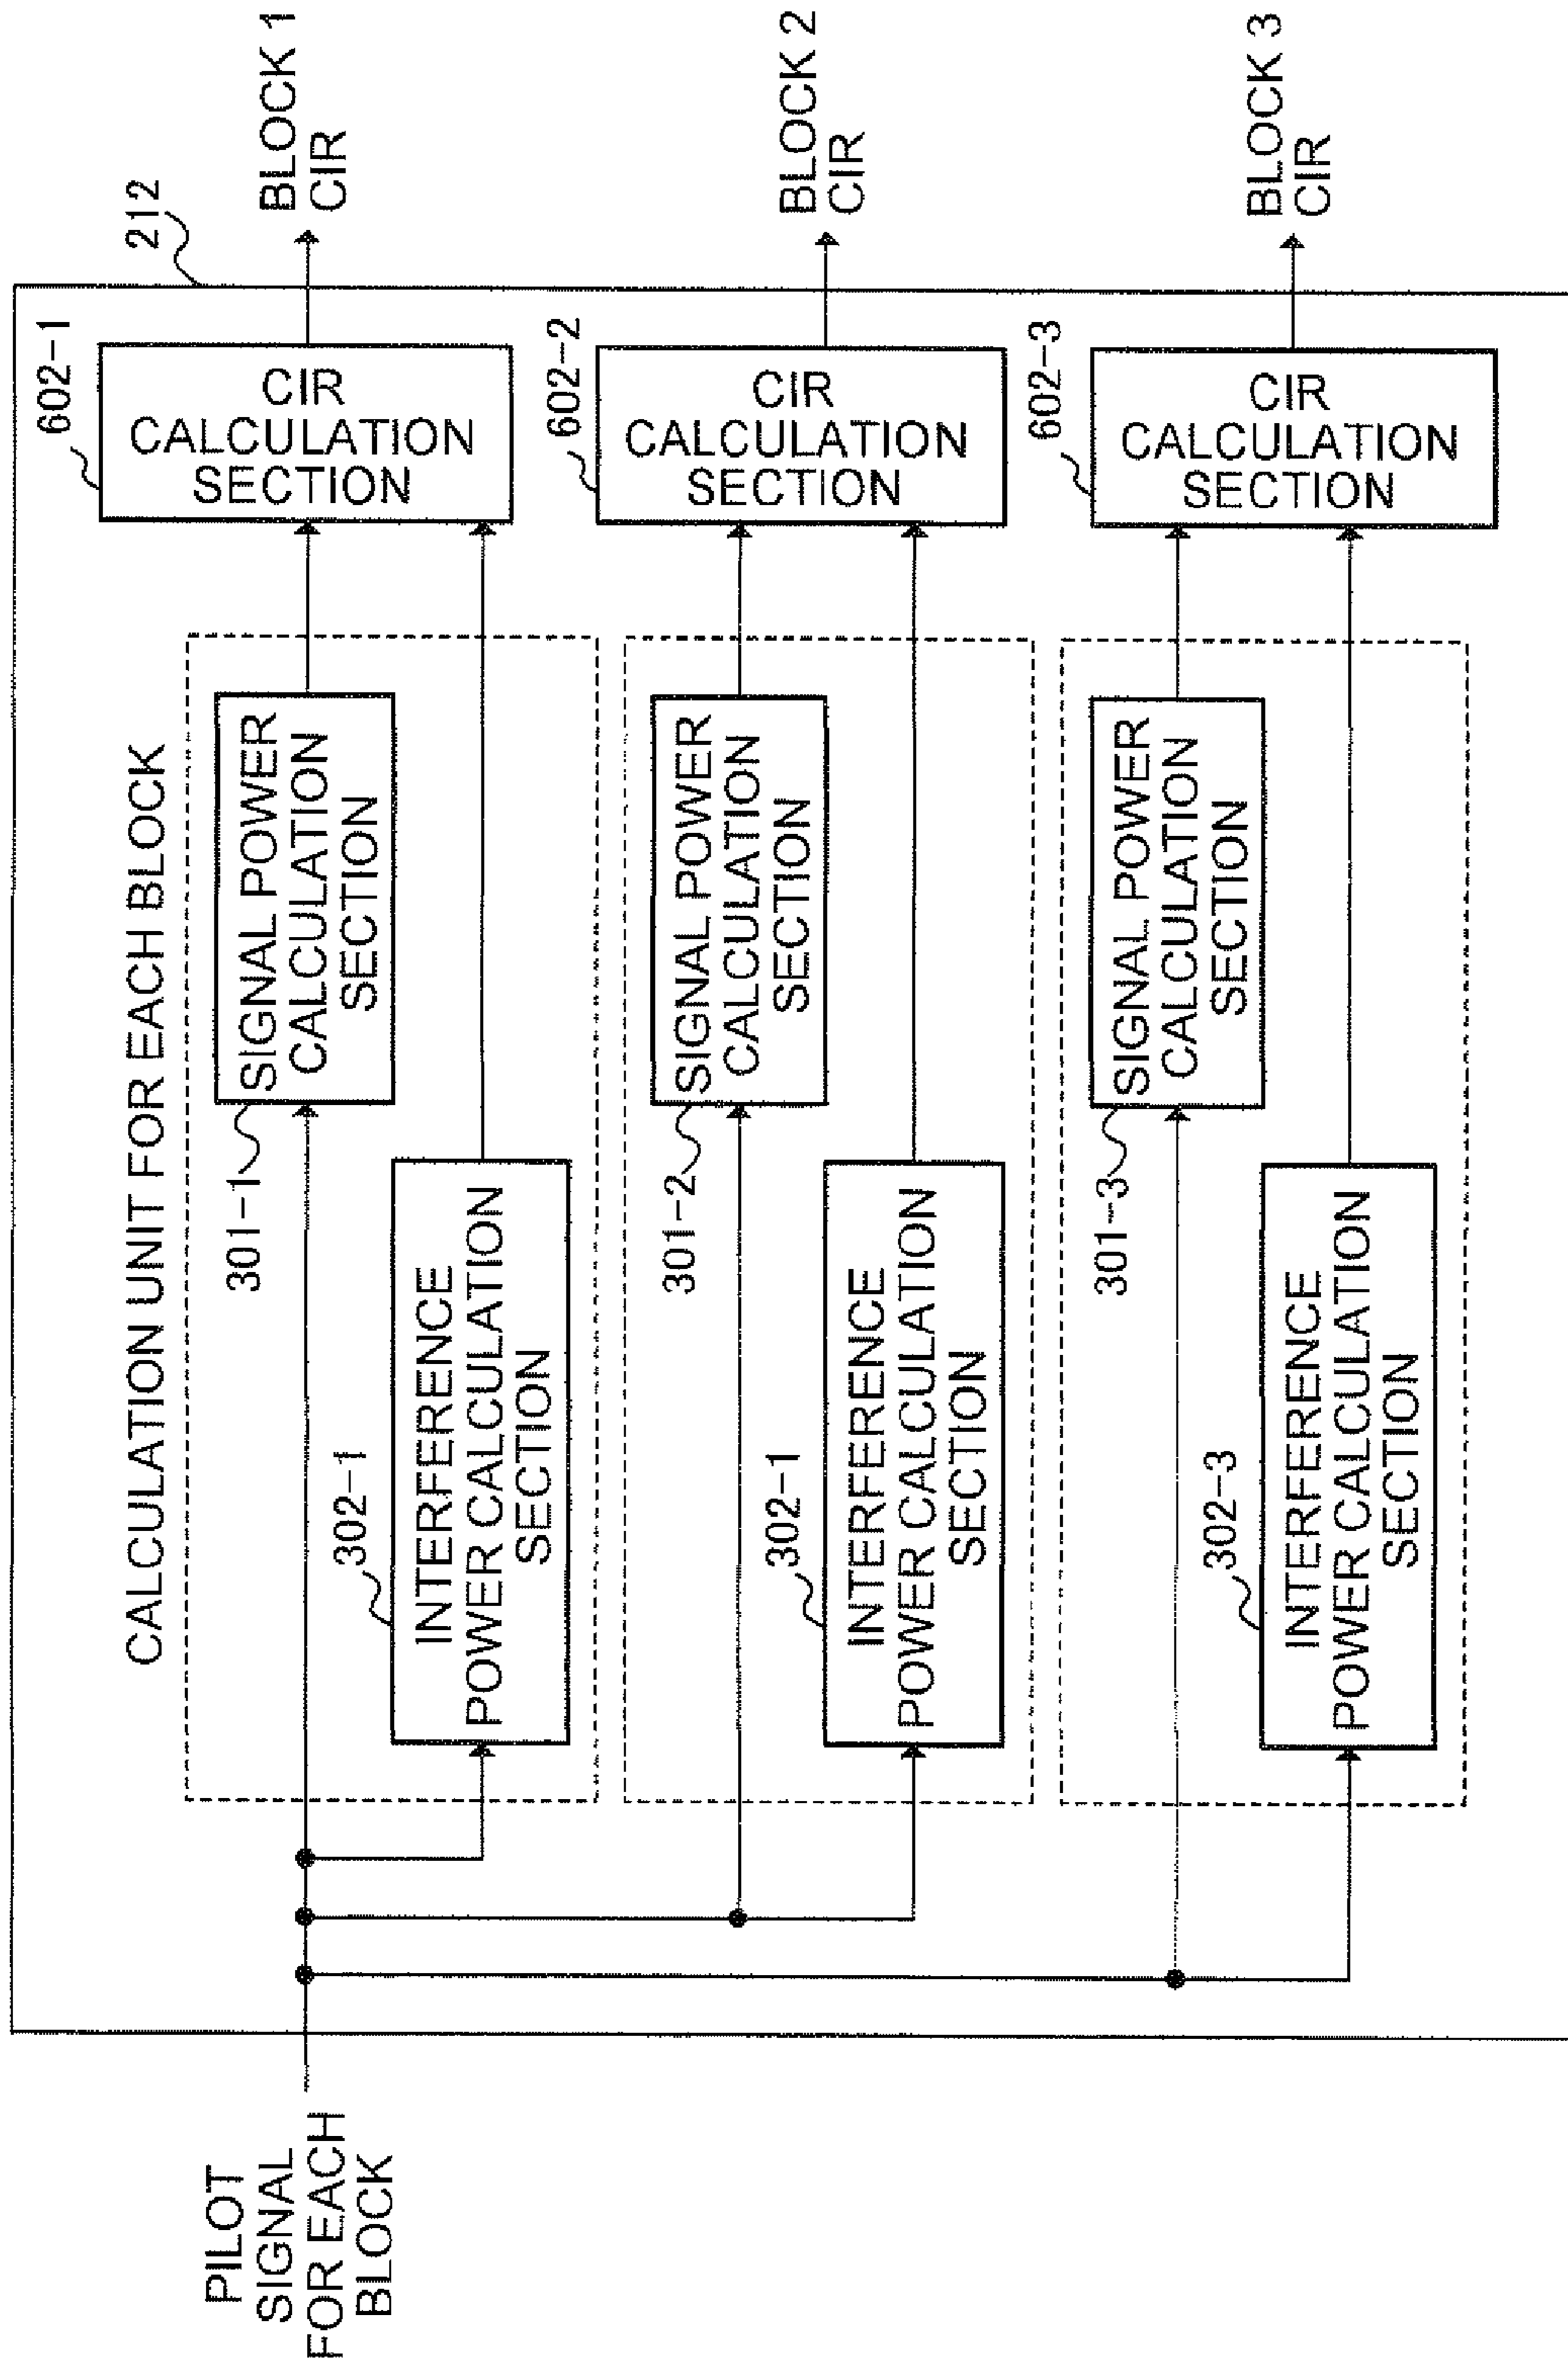 PILOT
SIGNAL
FOR EACH
BLOCK
CALCULATION UNIT FOR EACH BLOCK
212
301-1
SIGNAL POWER
CALCULATION
SECTION
302-1
INTERFERENCE
POWER CALCULATION
SECTION
602-1
CIR
CALCULATION
SECTION
BLOCK 1
CIR
301-2
SIGNAL POWER
CALCULATION
SECTION
302-1
INTERFERENCE
POWER CALCULATION
SECTION
602-2
CIR
CALCULATION
SECTION
BLOCK 2
CIR
301-3
SIGNAL POWER
CALCULATION
SECTION
302-3
INTERFERENCE
POWER CALCULATION
SECTION
602-3
CIR
CALCULATION
SECTION
BLOCK 3
CIR